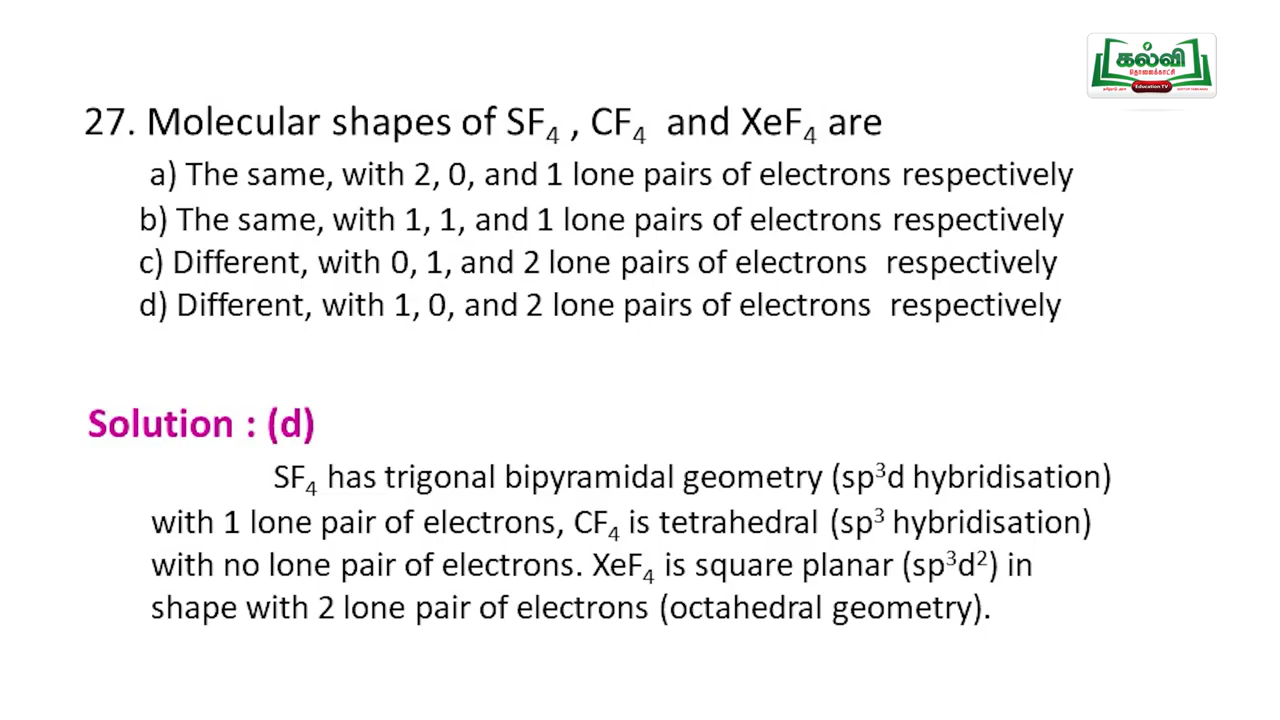 கல்வி
தொலைக்காட்சி
Education TV
27. Molecular shapes of SF₄ , CF₄ and XeF₄ are
a) The same, with 2, 0, and 1 lone pairs of electrons respectively
b) The same, with 1, 1, and 1 lone pairs of electrons respectively
c) Different, with 0, 1, and 2 lone pairs of electrons respectively
d) Different, with 1, 0, and 2 lone pairs of electrons respectively
Solution : (d)
SF₄ has trigonal bipyramidal geometry (sp³d hybridisation)
with 1 lone pair of electrons, CF₄ is tetrahedral (sp³ hybridisation)
with no lone pair of electrons. XeF₄ is square planar (sp³d²) in
shape with 2 lone pair of electrons (octahedral geometry).